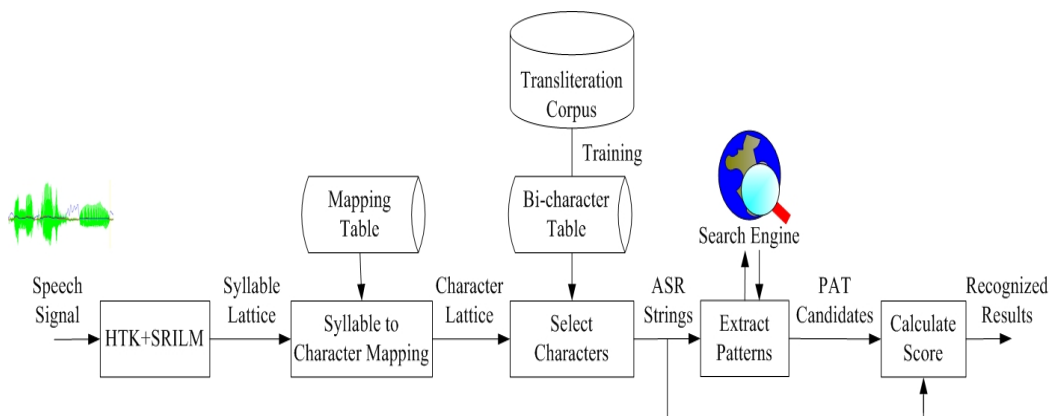 Transliteration
Corpus
Training
Mapping
Table
Bi-character
Table
Search Engine
Speech
Signal
Syllable
Lattice
Character
Lattice
ASR
Strings
PAT
Candidates
Recognized
Results
HTK+SRILM
Syllable to
Character Mapping
Select
Characters
Extract
Patterns
Calculate
Score